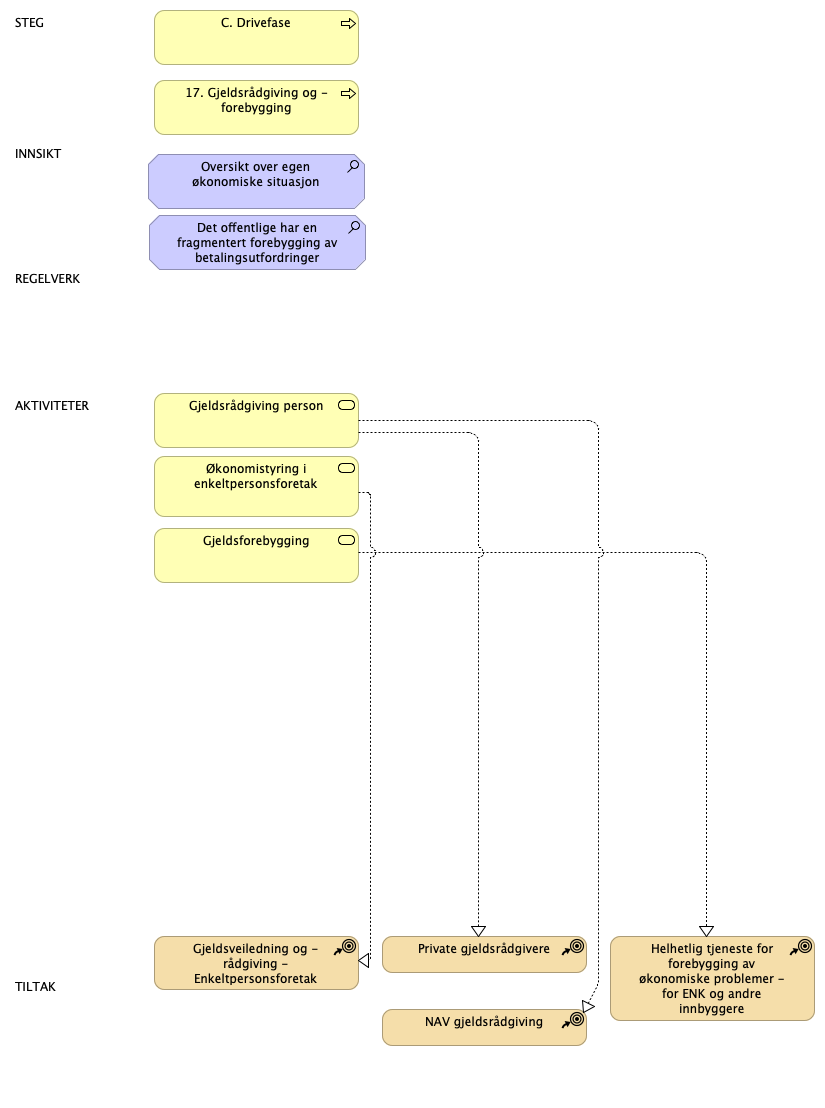 STEG
C. Drivefase
17. Gjeldsrådgiving og –
forebygging
INNSIKT
Oversikt over egen
økonomiske situasjon
Det offentlige har en
fragmentert forebygging av
betalingsutfordringer
REGELVERK
AKTIVITETER
Gjeldsrådgiving person
Økonomistyring i
enkeltpersonsforetak
Gjeldsforebygging
TILTAK
Gjeldsveiledning og –
rådgiving –
Enkeltpersonsforetak
Private gjeldsrådgivere
NAV gjeldsrådgiving
Helhetlig tjeneste for
forebygging av
økonomiske problemer –
for ENK og andre
innbyggere